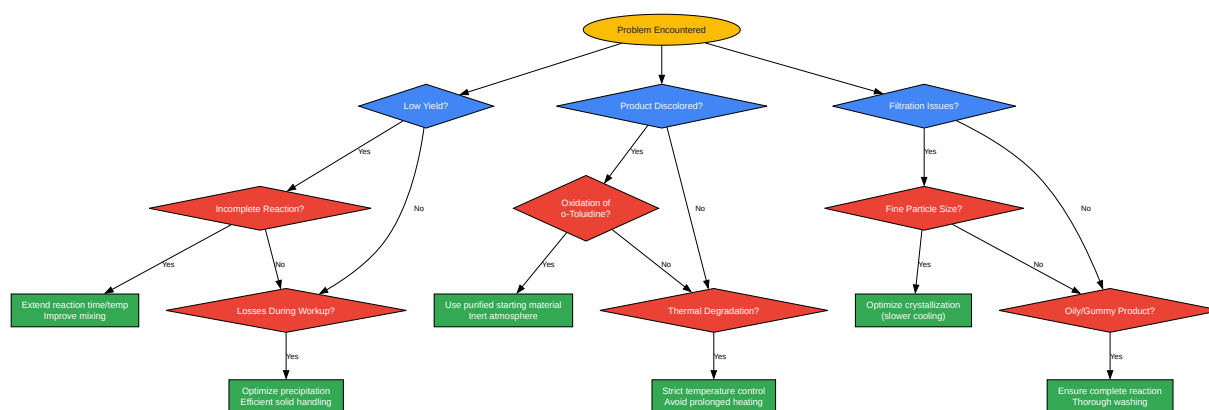 Problem Encountered
Low Yield?
Product Discolored?
Filtration Issues?
Yes
Yes
Yes
Incomplete Reaction?
No
Oxidation of
o-Toluidine?
No
Fine Particle Size?
No
Yes
No
Yes
No
Yes
No
Extend reaction time/temp
Improve mixing
Losses During Workup?
Use purified starting material
Inert atmosphere
Thermal Degradation?
Optimize crystallization
(slower cooling)
Oily/Gummy Product?
Yes
Yes
Yes
Optimize precipitation
Efficient solid handling
Strict temperature control
Avoid prolonged heating
Ensure complete reaction
Thorough washing